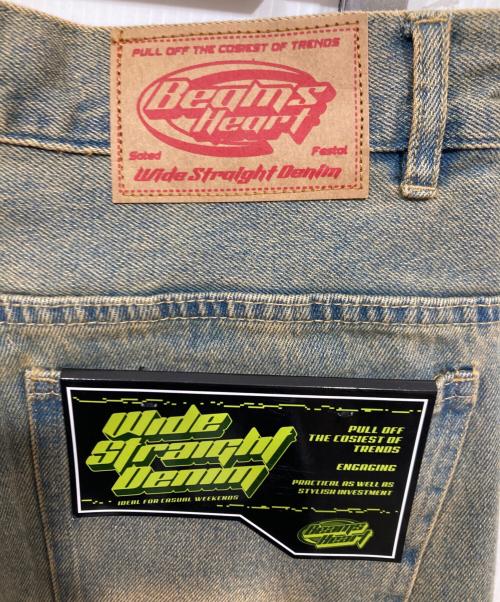 PULL OFF THE COSIEST OF TRENDS
Beams
Heart
Sated Festal
Wide Straight Denim
Wide
Straight
Denim
IDEAL FOR CASUAL WEEKENDS
PULL OFF
THE COSIEST OF
TRENDS
ENGAGING
PRACTICAL AS WELL AS
STYLISH INVESTMENT
Beams
Heart